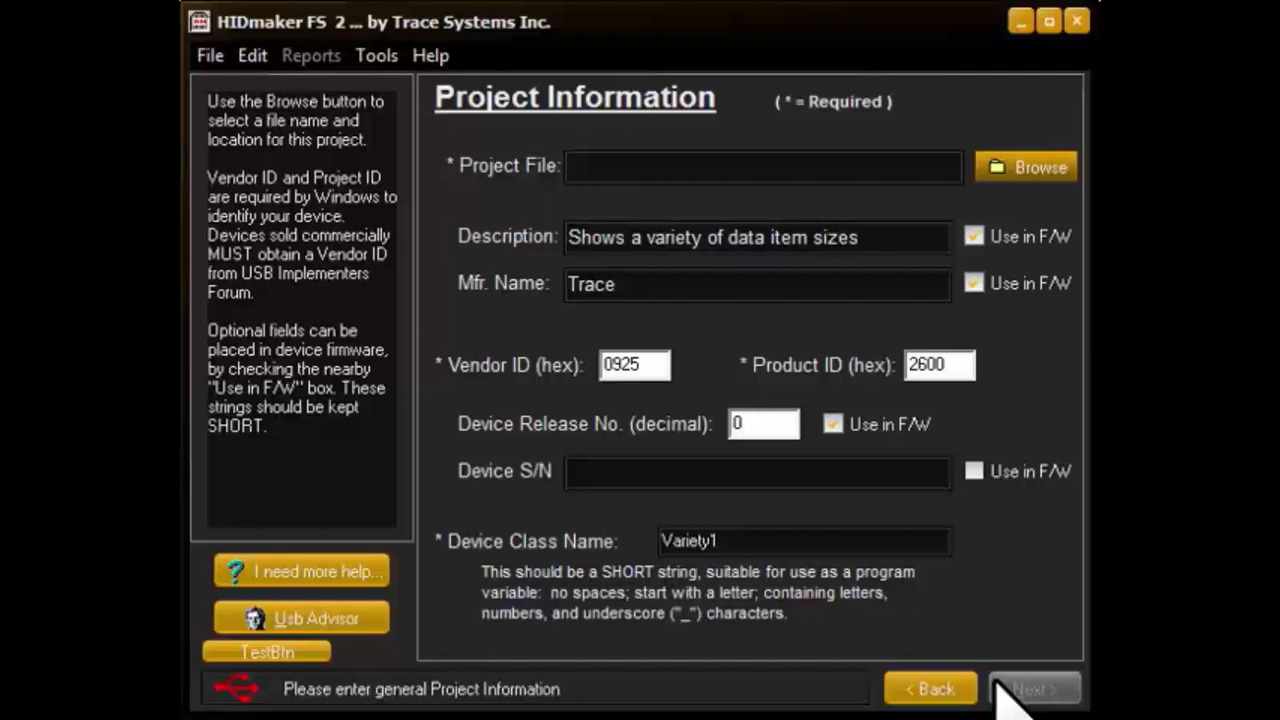 HIDmaker FS 2 ... by Trace Systems Inc.
File Edit Reports Tools Help
Use the Browse button to
select a file name and
location for this project.
Vendor ID and Project ID
are required by Windows to
identify your device.
Devices sold commercially
MUST obtain a Vendor ID
from USB Implementers
Forum.
Optional fields can be
placed in device firmware,
by checking the nearby
"Use in F/W" box. These
strings should be kept
SHORT.
? I need more help...
Usb Advisor
TestBtn
Project Information ( * = Required )
* Project File: Browse
Description: Shows a variety of data item sizes Use in F/W
Mfr. Name: Trace Use in F/W
* Vendor ID (hex): 0925 * Product ID (hex): 2600
Device Release No. (decimal): 0 Use in F/W
Device S/N Use in F/W
* Device Class Name: Variety1
This should be a SHORT string, suitable for use as a program
variable: no spaces; start with a letter; containing letters,
numbers, and underscore ("_") characters.
Please enter general Project Information < Back Next >